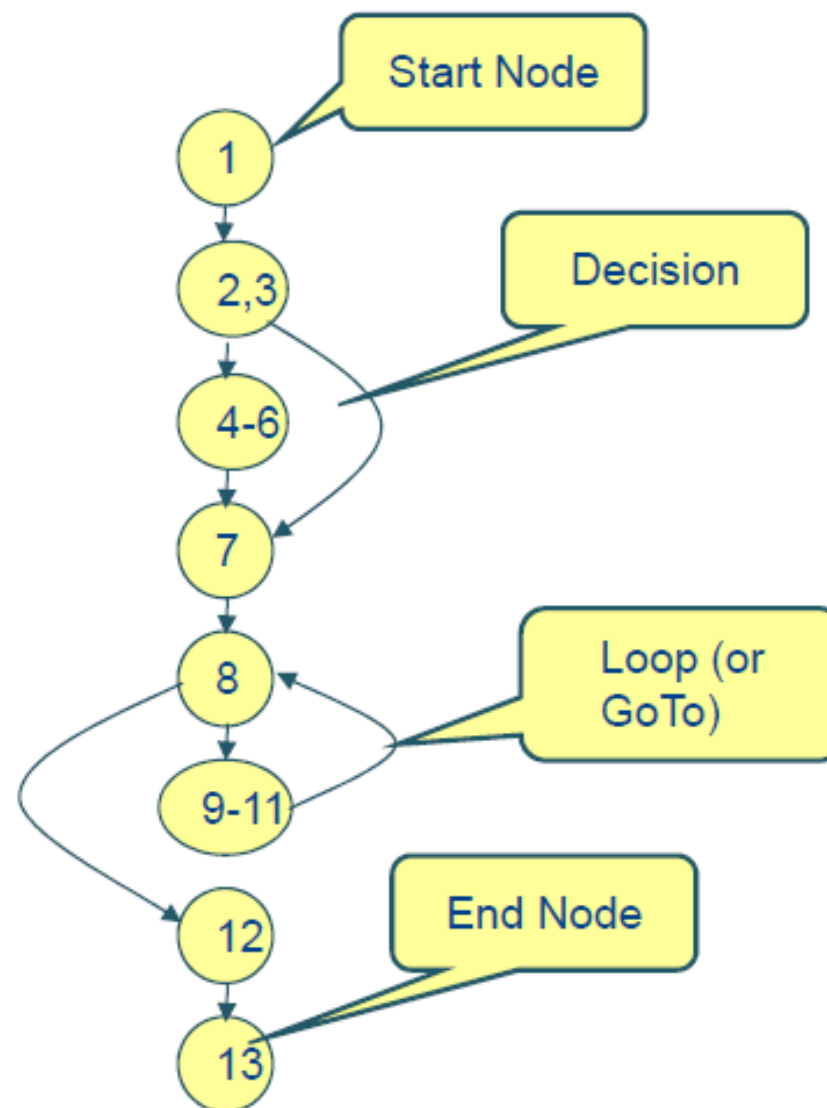 Start Node
1
Decision
2,3
4-6
7
Loop (or
GoTo)
8
9-11
End Node
12
13